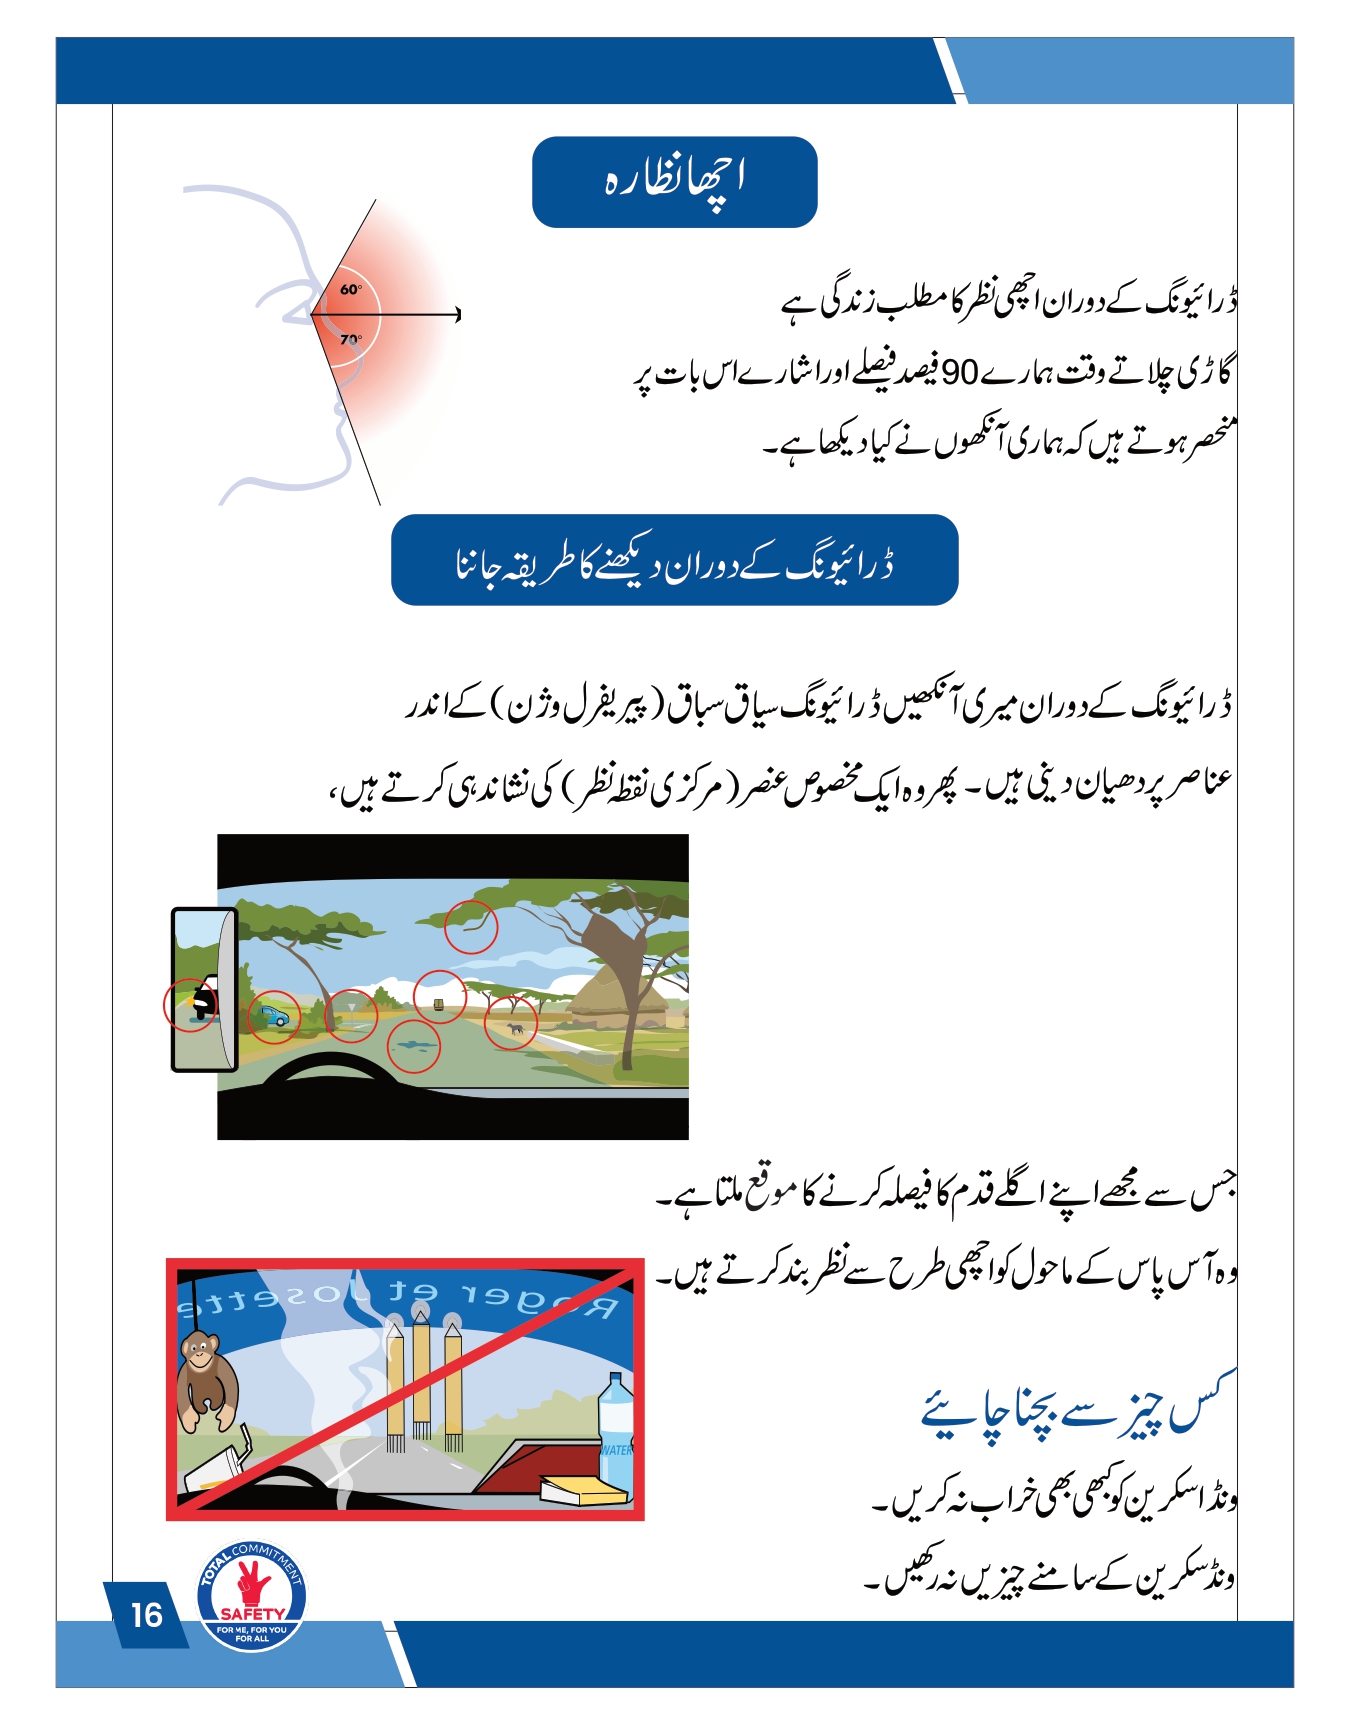 اچھا نظارہ
60°
70°
ڈرائیونگ کے دوران اچھی نظر کا مطلب زندگی ہے
گاڑی چلاتے وقت ہمارے 90 فیصد فیصلے اور اشارے اس بات پر
منحصر ہوتے ہیں کہ ہماری آنکھوں نے کیا دیکھا ہے۔
ڈرائیونگ کے دوران دیکھنے کا طریقہ جاننا
ڈرائیونگ کے دوران میری آنکھیں ڈرائیونگ سیاق سباق (پیریفرل وژن) کے اندر
عناصر پر دھیان دینی ہیں۔ پھر وہ ایک مخصوص عنصر (مرکزی نقطہ نظر) کی نشاندہی کرتے ہیں،
جس سے مجھے اپنے اگلے قدم کا فیصلہ کرنے کا موقع ملتا ہے۔
وہ آس پاس کے ماحول کو اچھی طرح سے نظر بند کرتے ہیں۔
Roger et Josette
WATER
کس چیز سے بچنا چاہیئے
ونڈ اسکرین کو کبھی بھی خراب نہ کریں۔
ونڈسکرین کے سامنے چیزیں نہ رکھیں۔
TOTAL COMMITMENT
SAFETY
FOR ME, FOR YOU
FOR ALL
16